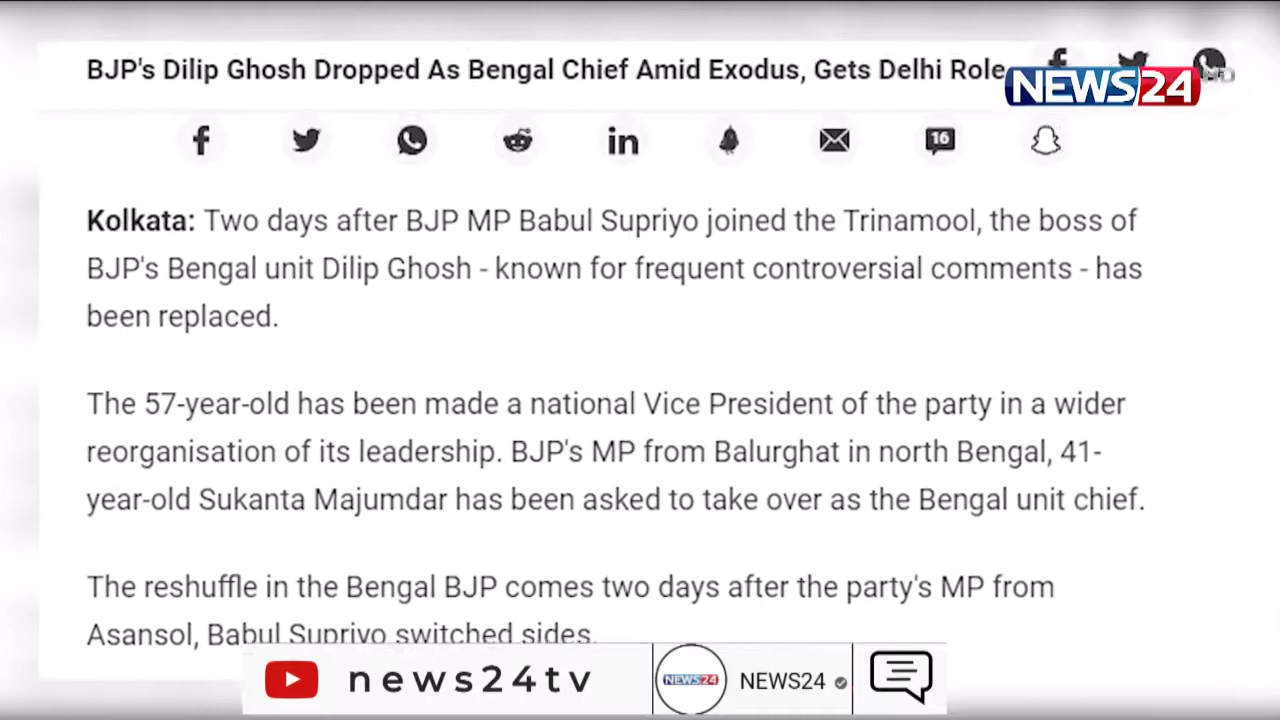 BJP's Dilip Ghosh Dropped As Bengal Chief Amid Exodus, Gets Delhi Role
NEWS24 HD
16
Kolkata: Two days after BJP MP Babul Supriyo joined the Trinamool, the boss of
BJP's Bengal unit Dilip Ghosh - known for frequent controversial comments - has
been replaced.
The 57-year-old has been made a national Vice President of the party in a wider
reorganisation of its leadership. BJP's MP from Balurghat in north Bengal, 41-
year-old Sukanta Majumdar has been asked to take over as the Bengal unit chief.
The reshuffle in the Bengal BJP comes two days after the party's MP from
Asansol, Babul Supriyo switched sides.
news24tv
NEWS24
NEWS24